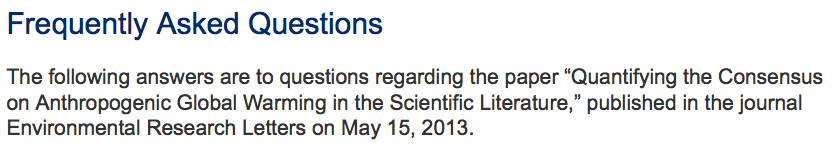 Frequently Asked Questions
The following answers are to questions regarding the paper “Quantifying the Consensus
on Anthropogenic Global Warming in the Scientific Literature,” published in the journal
Environmental Research Letters on May 15, 2013.